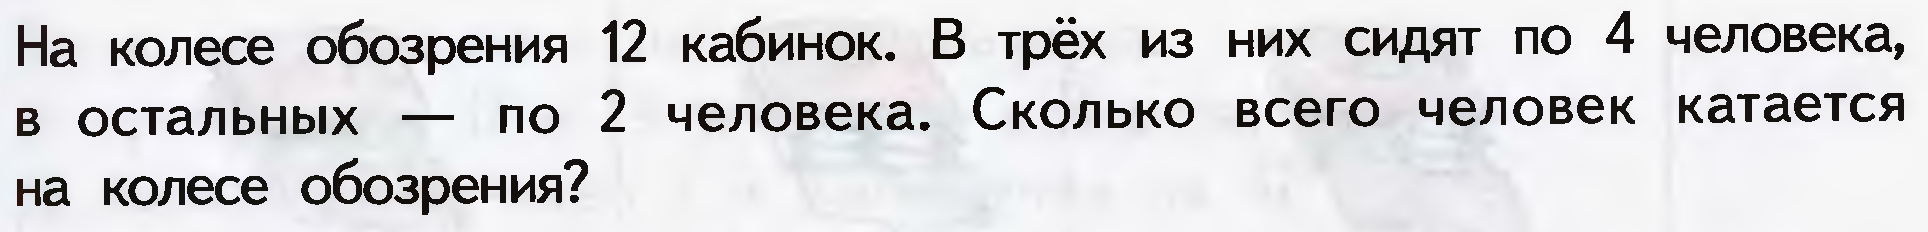 На колесе обозрения 12 кабинок. В трёх из них сидят по 4 человека,
в остальных — по 2 человека. Сколько всего человек катается
на колесе обозрения?